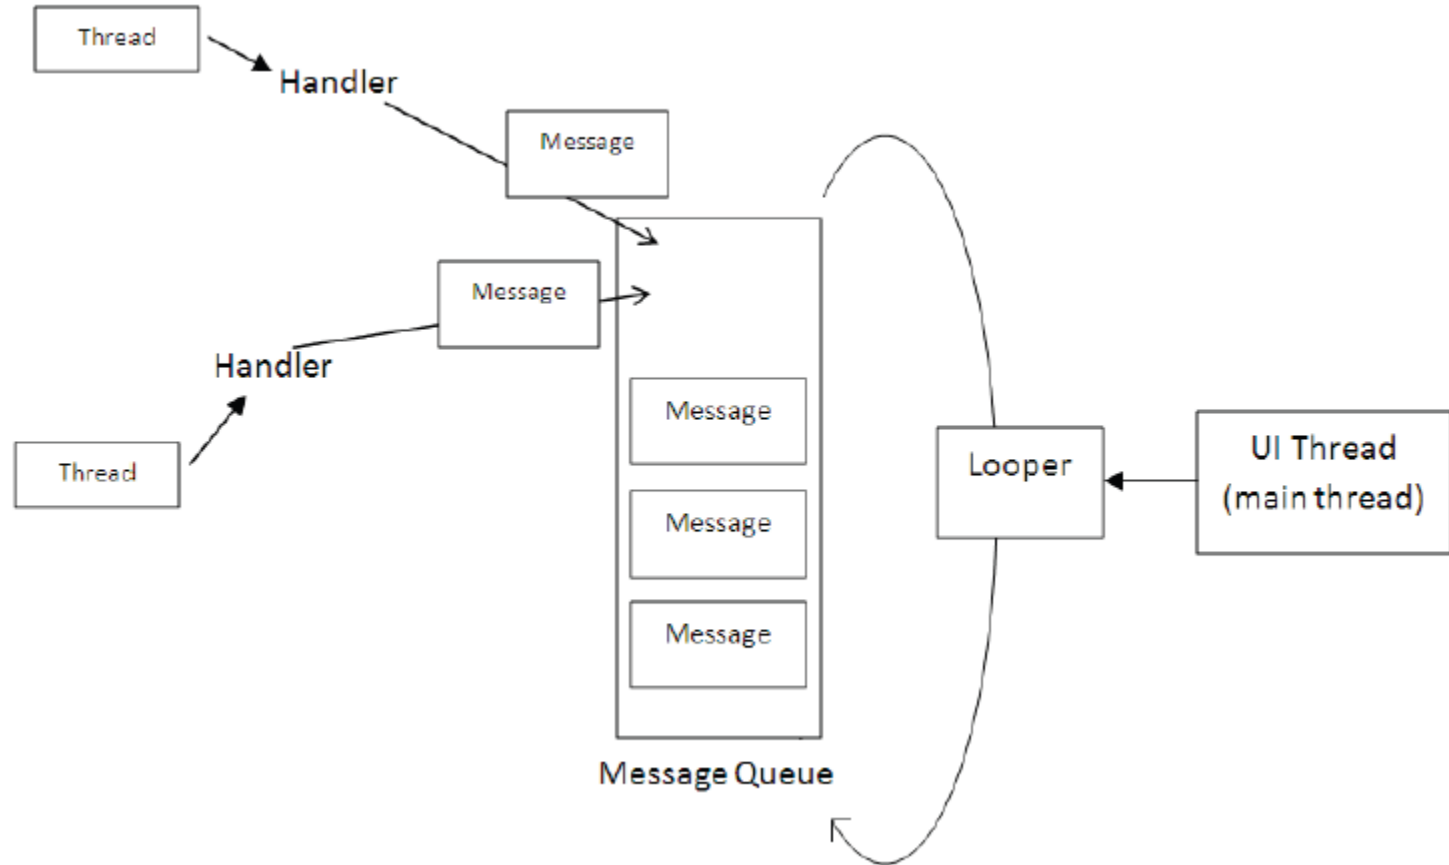 Thread
Handler
Message
Message
Handler
Thread
Message
Message
Message
Message Queue
Looper
UI Thread
(main thread)